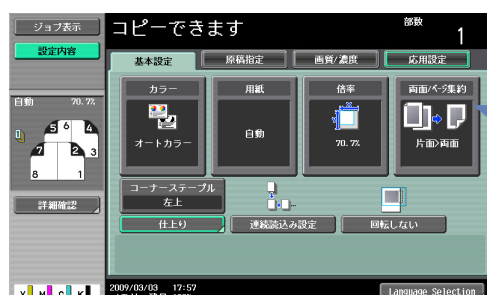 ジョブ表示
コピーできます
部数
1
設定内容
基本設定
原稿指定
画質/濃度
応用設定
自動 70.7%
カラー
用紙
倍率
両面/ページ集約
オートカラー
自動
70.7%
片面>両面
5 6 4
7 2 3
8 1
コーナーステープル
左上
詳細確認
仕上り
連続読込み設定
回転しない
2009/03/03 17:57
Language Selection
Y M C K